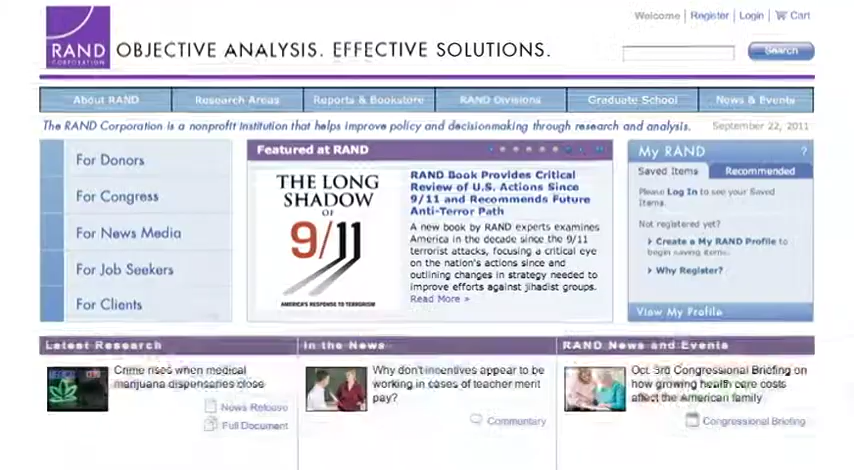 Welcome | Register | Login | Cart
RAND
CORPORATION
OBJECTIVE ANALYSIS. EFFECTIVE SOLUTIONS.
Search
About RAND
Research Areas
Reports & Bookstore
RAND Divisions
Graduate School
News & Events
The RAND Corporation is a nonprofit institution that helps improve policy and decisionmaking through research and analysis.
September 22, 2011
For Donors
For Congress
For News Media
For Job Seekers
For Clients
Featured at RAND
THE LONG
SHADOW
OF
9/11
AMERICA'S RESPONSE TO TERRORISM
RAND Book Provides Critical
Review of U.S. Actions Since
9/11 and Recommends Future
Anti-Terror Path
A new book by RAND experts examines
America in the decade since the 9/11
terrorist attacks, focusing a critical eye
on the nation's actions since and
outlining changes in strategy needed to
improve efforts against jihadist groups.
Read More »
My RAND
?
Saved Items
Recommended
Please Log In to see your Saved
Items.
Not registered yet?
Create a My RAND Profile to
begin saving items.
Why Register?
View My Profile
Latest Research
Crime rises when medical
marijuana dispensaries close
News Release
Full Document
In the News
Why don't incentives appear to be
working in cases of teacher merit
pay?
Commentary
RAND News and Events
Oct. 3rd Congressional Briefing on
how growing health care costs
affect the American family
Congressional Briefing